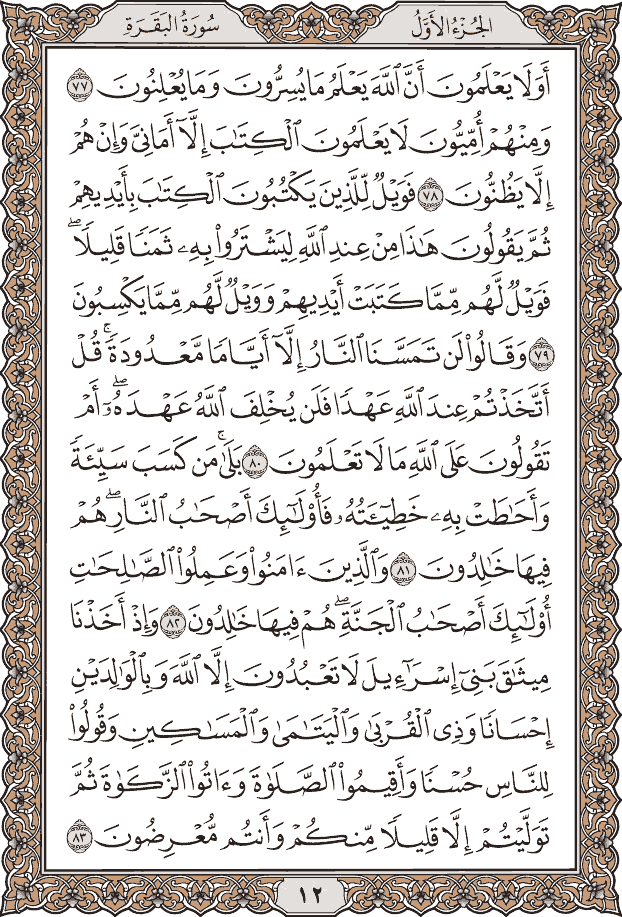 الجُزْءُ الأَوَّلُ
سُورَةُ البَقَرَةِ
أَوَلَا يَعْلَمُونَ أَنَّ ٱللَّهَ يَعْلَمُ مَا يُسِرُّونَ وَمَا يُعْلِنُونَ ٧٧
وَمِنْهُمْ أُمِّيُّونَ لَا يَعْلَمُونَ ٱلْكِتَٰبَ إِلَّآ أَمَانِيَّ وَإِنْ هُمْ
إِلَّا يَظُنُّونَ ٧٨ فَوَيْلٌ لِّلَّذِينَ يَكْتُبُونَ ٱلْكِتَٰبَ بِأَيْدِيهِمْ
ثُمَّ يَقُولُونَ هَٰذَا مِنْ عِندِ ٱللَّهِ لِيَشْتَرُوا۟ بِهِۦ ثَمَنًا قَلِيلًا ۖ
فَوَيْلٌ لَّهُم مِّمَّا كَتَبَتْ أَيْدِيهِمْ وَوَيْلٌ لَّهُم مِّمَّا يَكْسِبُونَ
٧٩ وَقَالُوا۟ لَن تَمَسَّنَا ٱلنَّارُ إِلَّآ أَيَّامًا مَّعْدُودَةً ۚ قُلْ
أَتَّخَذْتُمْ عِندَ ٱللَّهِ عَهْدًا فَلَن يُخْلِفَ ٱللَّهُ عَهْدَهُۥٓ ۖ أَمْ
تَقُولُونَ عَلَى ٱللَّهِ مَا لَا تَعْلَمُونَ ٨٠ بَلَىٰ ۚ مَن كَسَبَ سَيِّئَةً
وَأَحَٰطَتْ بِهِۦ خَطِيٓـَٔتُهُۥ فَأُو۟لَٰٓئِكَ أَصْحَٰبُ ٱلنَّارِ ۖ هُمْ
فِيهَا خَٰلِدُونَ ٨١ وَٱلَّذِينَ ءَامَنُوا۟ وَعَمِلُوا۟ ٱلصَّٰلِحَٰتِ
أُو۟لَٰٓئِكَ أَصْحَٰبُ ٱلْجَنَّةِ ۖ هُمْ فِيهَا خَٰلِدُونَ ٨٢ وَإِذْ أَخَذْنَا
مِيثَٰقَ بَنِىٓ إِسْرَٰٓءِيلَ لَا تَعْبُدُونَ إِلَّا ٱللَّهَ وَبِٱلْوَٰلِدَيْنِ
إِحْسَانًا وَذِى ٱلْقُرْبَىٰ وَٱلْيَتَٰمَىٰ وَٱلْمَسَٰكِينِ وَقُولُوا۟
لِلنَّاسِ حُسْنًا وَأَقِيمُوا۟ ٱلصَّلَوٰةَ وَءَاتُوا۟ ٱلزَّكَوٰةَ ثُمَّ
تَوَلَّيْتُمْ إِلَّا قَلِيلًا مِّنكُمْ وَأَنتُم مُّعْرِضُونَ ٨٣
١٢